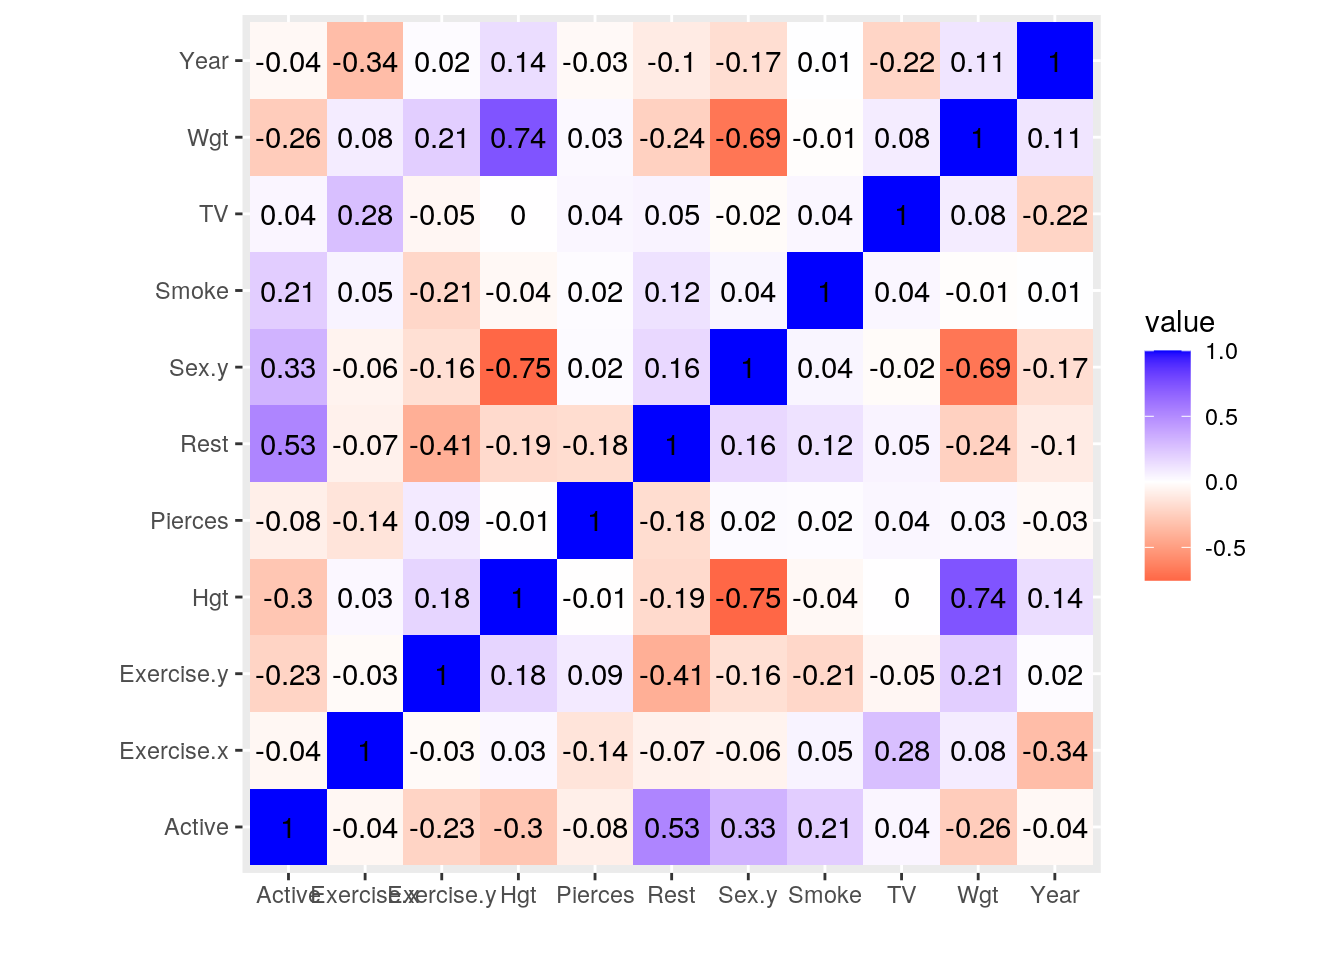 Year -0.04 -0.34 0.02 0.14 -0.03 -0.1 -0.17 0.01 -0.22 0.11 1
Wgt -0.26 0.08 0.21 0.74 0.03 -0.24 -0.69 -0.01 0.08 1 0.11
TV 0.04 0.28 -0.05 0 0.04 0.05 -0.02 0.04 1 0.08 -0.22
Smoke 0.21 0.05 -0.21 -0.04 0.02 0.12 0.04 1 0.04 -0.01 0.01
Sex.y 0.33 -0.06 -0.16 -0.75 0.02 0.16 1 0.04 -0.02 -0.69 -0.17
Rest 0.53 -0.07 -0.41 -0.19 -0.18 1 0.16 0.12 0.05 -0.24 -0.1
Pierces -0.08 -0.14 0.09 -0.01 1 -0.18 0.02 0.02 0.04 0.03 -0.03
Hgt -0.3 0.03 0.18 1 -0.01 -0.19 -0.75 -0.04 0 0.74 0.14
Exercise.y -0.23 -0.03 1 0.18 0.09 -0.41 -0.16 -0.21 -0.05 0.21 0.02
Exercise.x -0.04 1 -0.03 0.03 -0.14 -0.07 -0.06 0.05 0.28 0.08 -0.34
Active 1 -0.04 -0.23 -0.3 -0.08 0.53 0.33 0.21 0.04 -0.26 -0.04
Active Exercise.x Exercise.y Hgt Pierces Rest Sex.y Smoke TV Wgt Year
value
1.0
0.5
0.0
-0.5